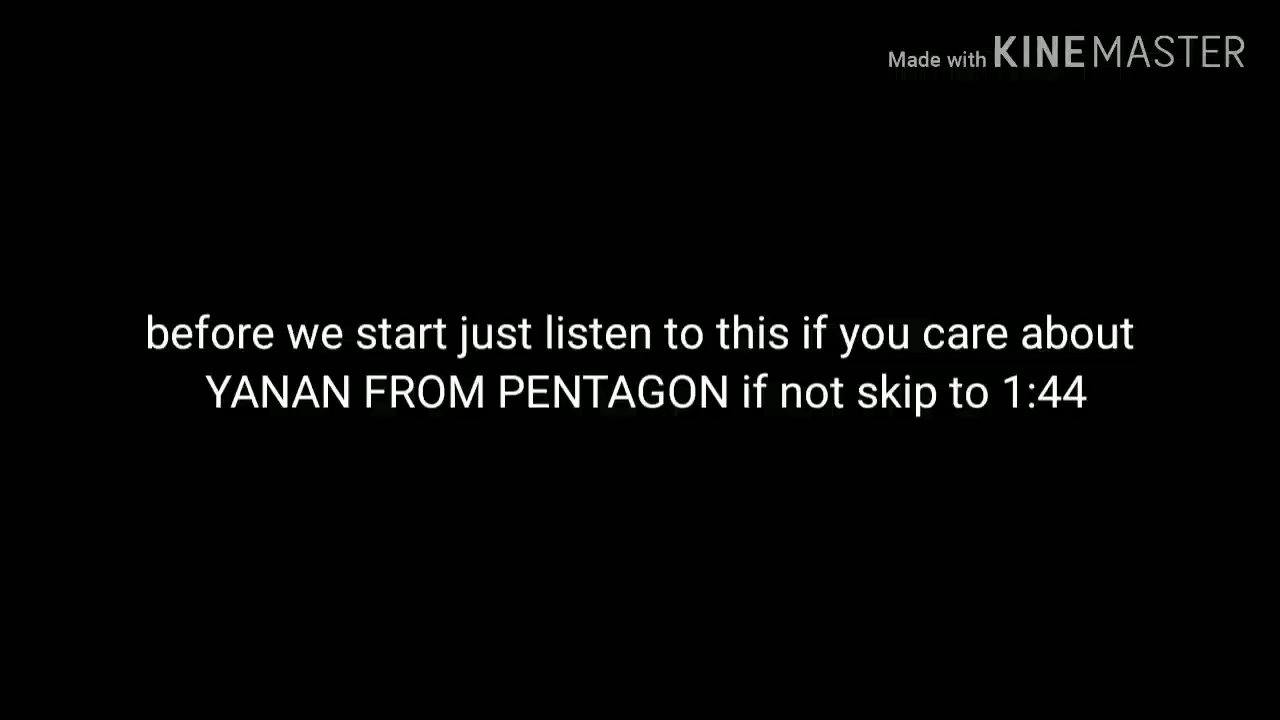 Made with KINEMASTER
before we start just listen to this if you care about
YANAN FROM PENTAGON if not skip to 1:44